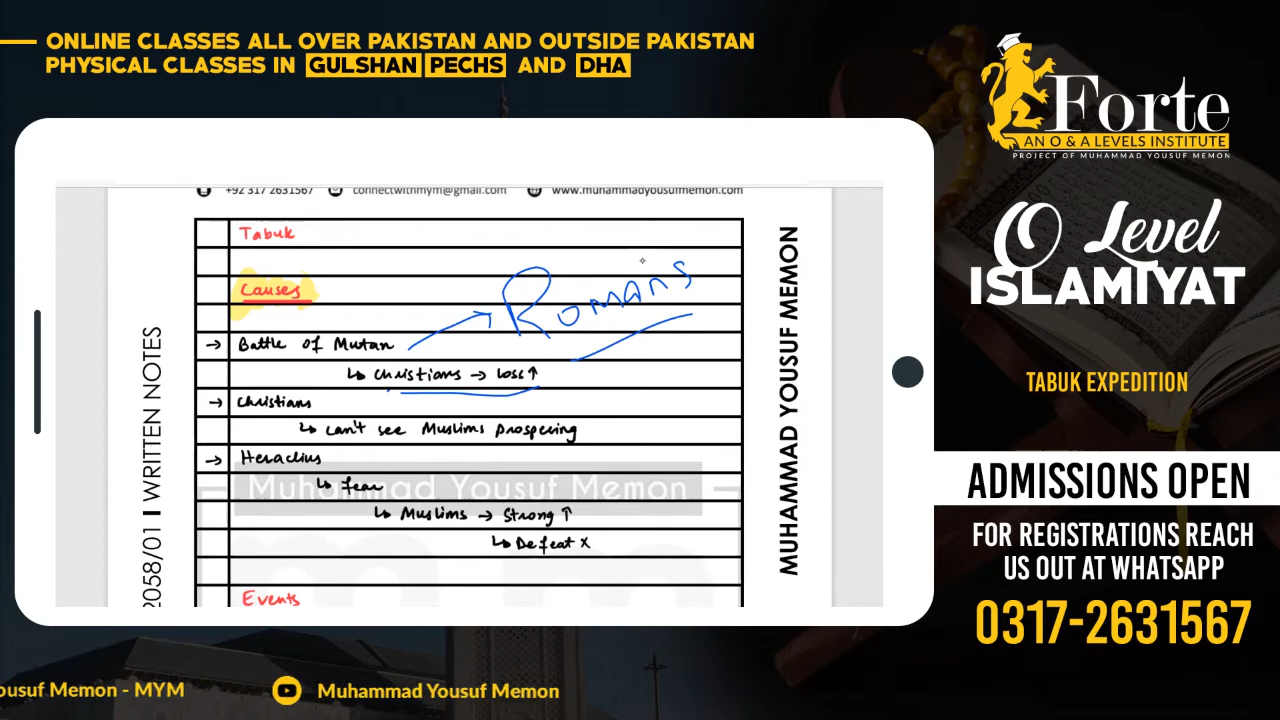 ONLINE CLASSES ALL OVER PAKISTAN AND OUTSIDE PAKISTAN
PHYSICAL CLASSES IN GULSHAN PECHS AND DHA
Forte
AN O & A LEVELS INSTITUTE
PROJECT OF MUHAMMAD YOUSUF MEMON
O Level
ISLAMIYAT
TABUK EXPEDITION
ADMISSIONS OPEN
FOR REGISTRATIONS REACH
US OUT AT WHATSAPP
0317-2631567
+92 317 2631567 connectwithmym@gmail.com www.muhammadyousufmemon.com
Tabuk
Causes
Romans
→ Battle of Mutah
↳ Christians → Loss ↑
→ Christians
↳ can't see Muslims prospering
→ Heraclius
↳ fear
Muhammad Yousuf Memon
↳ Muslims → Strong ↑
↳ Defeat x
Events
2058/01 I WRITTEN NOTES
MUHAMMAD YOUSUF MEMON
ousuf Memon - MYM
Muhammad Yousuf Memon